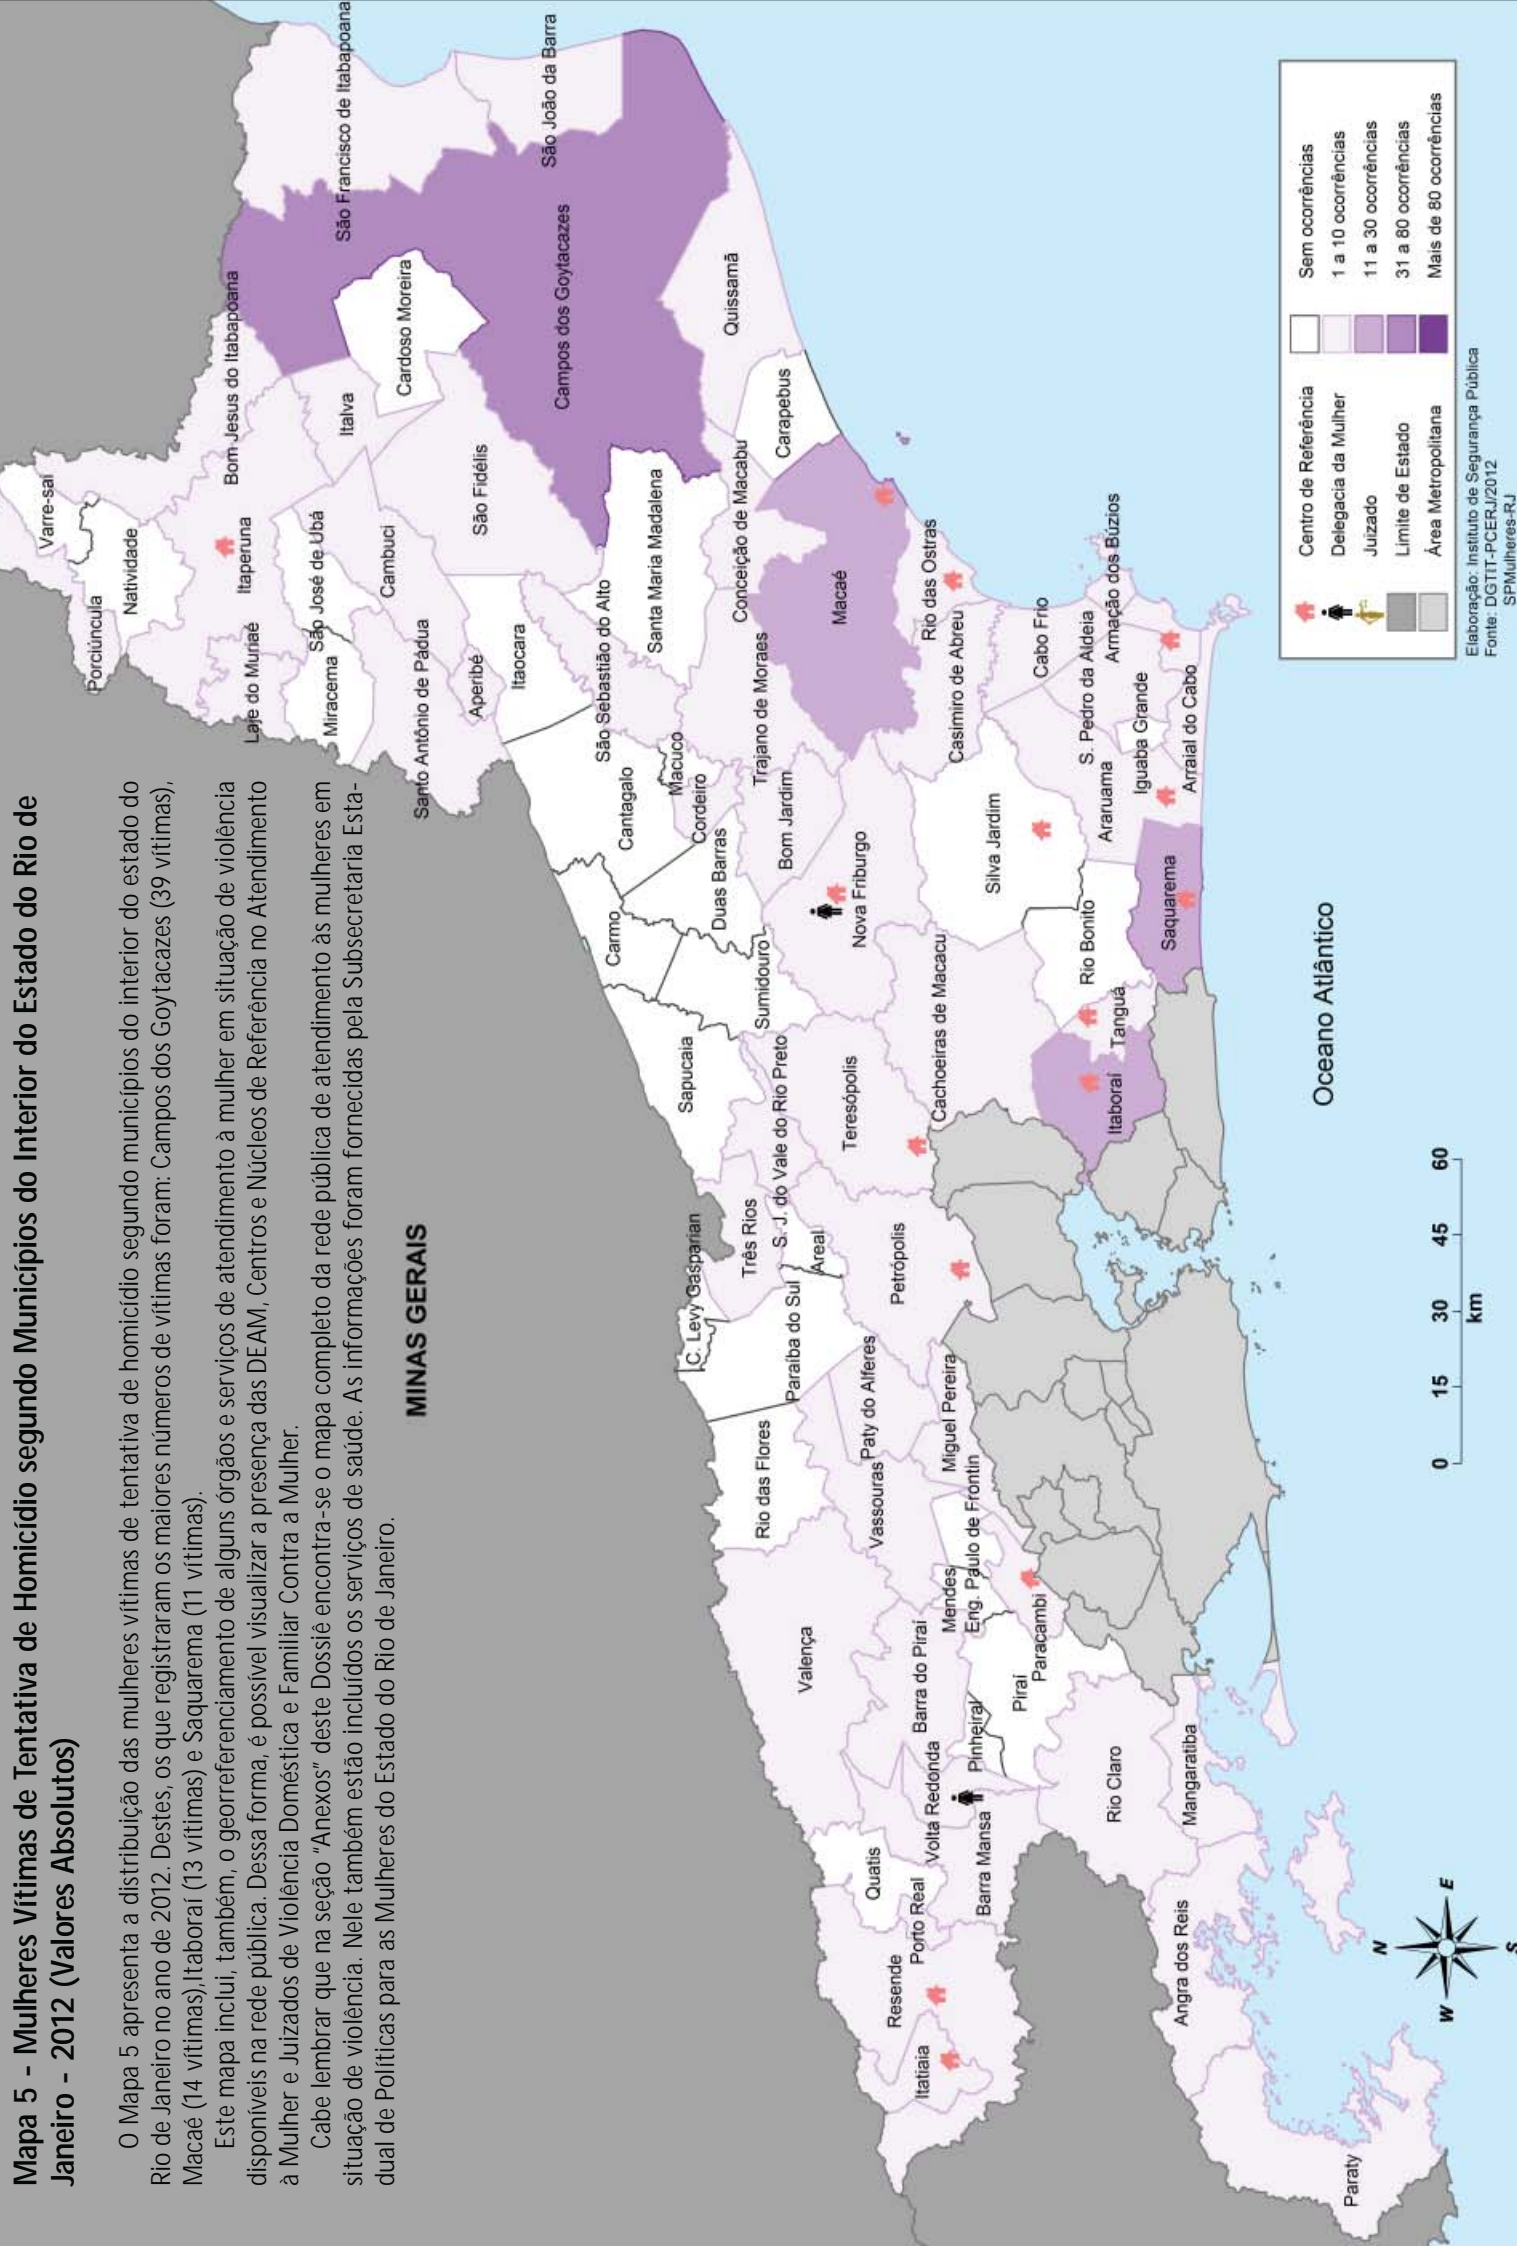 Mapa 5 - Mulheres Vítimas de Tentativa de Homicídio segundo Municípios do Interior do Estado do Rio de
Janeiro - 2012 (Valores Absolutos)
O Mapa 5 apresenta a distribuição das mulheres vítimas de tentativa de homicídio segundo municípios do interior do estado do
Rio de Janeiro no ano de 2012. Destes, os que registraram os maiores números de vítimas foram: Campos dos Goytacazes (39 vítimas),
Macaé (14 vítimas),Itaboraí (13 vítimas) e Saquarema (11 vítimas).
Este mapa inclui, também, o georreferenciamento de alguns órgãos e serviços de atendimento à mulher em situação de violência
disponíveis na rede pública. Dessa forma, é possível visualizar a presença das DEAM, Centros e Núcleos de Referência no Atendimento
à Mulher e Juizados de Violência Doméstica e Familiar Contra a Mulher.
Cabe lembrar que na seção "Anexos" deste Dossiê encontra-se o mapa completo da rede pública de atendimento às mulheres em
situação de violência. Nele também estão incluídos os serviços de saúde. As informações foram fornecidas pela Subsecretaria Esta-
dual de Políticas para as Mulheres do Estado do Rio de Janeiro.
MINAS GERAIS
Varre-sai
Porciúncula
Natividade
Bom Jesus do Itabapoana
Itaperuna
Laje do Muriaé
São José de Ubá
Miracema
Italva
Cardoso Moreira
São Francisco de Itabapoana
São João da Barra
Cambuci
Santo Antônio de Pádua
Aperibé
São Fidélis
Campos dos Goytacazes
Itaocara
São Sebastião do Alto
Santa Maria Madalena
Quissamã
Carapebus
Conceição de Macabu
Trajano de Moraes
Macaé
Cantagalo
Macuco
Cordeiro
Carmo
Duas Barras
Bom Jardim
Sumidouro
Nova Friburgo
Rio das Ostras
Casimiro de Abreu
Cabo Frio
Armação dos Búzios
S. Pedro da Aldeia
Iguaba Grande
Arraial do Cabo
Araruama
Silva Jardim
Saquarema
Rio Bonito
Tanguá
Itaboraí
Cachoeiras de Macacu
Sapucaia
S. J. do Vale do Rio Preto
Teresópolis
Três Rios
C. Levy Gasparian
Areal
Petrópolis
Paraíba do Sul
Paty do Alferes
Miguel Pereira
Rio das Flores
Vassouras
Eng. Paulo de Frontin
Mendes
Paracambi
Valença
Barra do Piraí
Piraí
Pinheiral
Volta Redonda
Barra Mansa
Rio Claro
Mangaratiba
Quatis
Porto Real
Resende
Itatiaia
Angra dos Reis
Paraty
Oceano Atlântico
0 15 30 45 60
km
N
W
E
S
Centro de Referência
Delegacia da Mulher
Juizado
Limite de Estado
Área Metropolitana
Sem ocorrências
1 a 10 ocorrências
11 a 30 ocorrências
31 a 80 ocorrências
Mais de 80 ocorrências
Elaboração: Instituto de Segurança Pública
Fonte: DGTIT-PCERJ/2012
SPMulheres-RJ